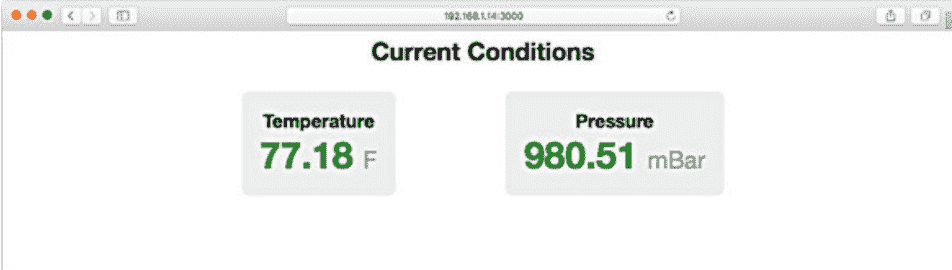 192.168.1.14:3000
Current Conditions
Temperature
77.18 F
Pressure
980.51 mBar